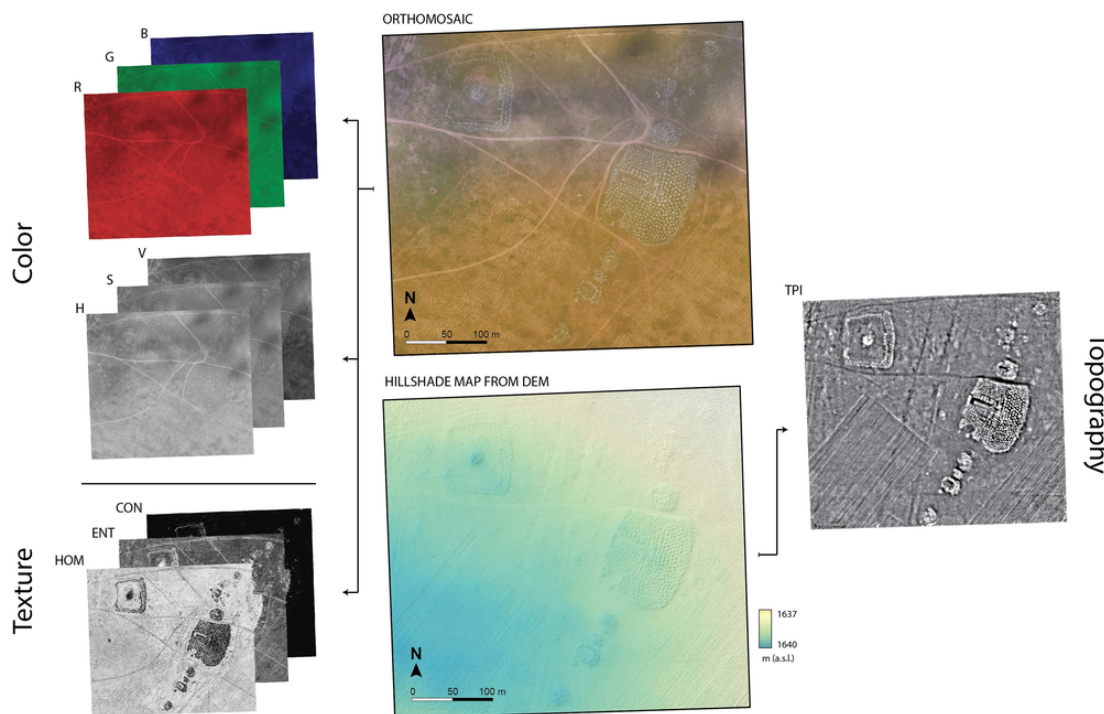 ORTHOMOSAIC
B
G
R
Color
V
S
H
N
0 50 100 m
TPI
Topography
HILLSHADE MAP FROM DEM
CON
ENT
HOM
Texture
N
0 50 100 m
1637
1640
m (a.s.l.)